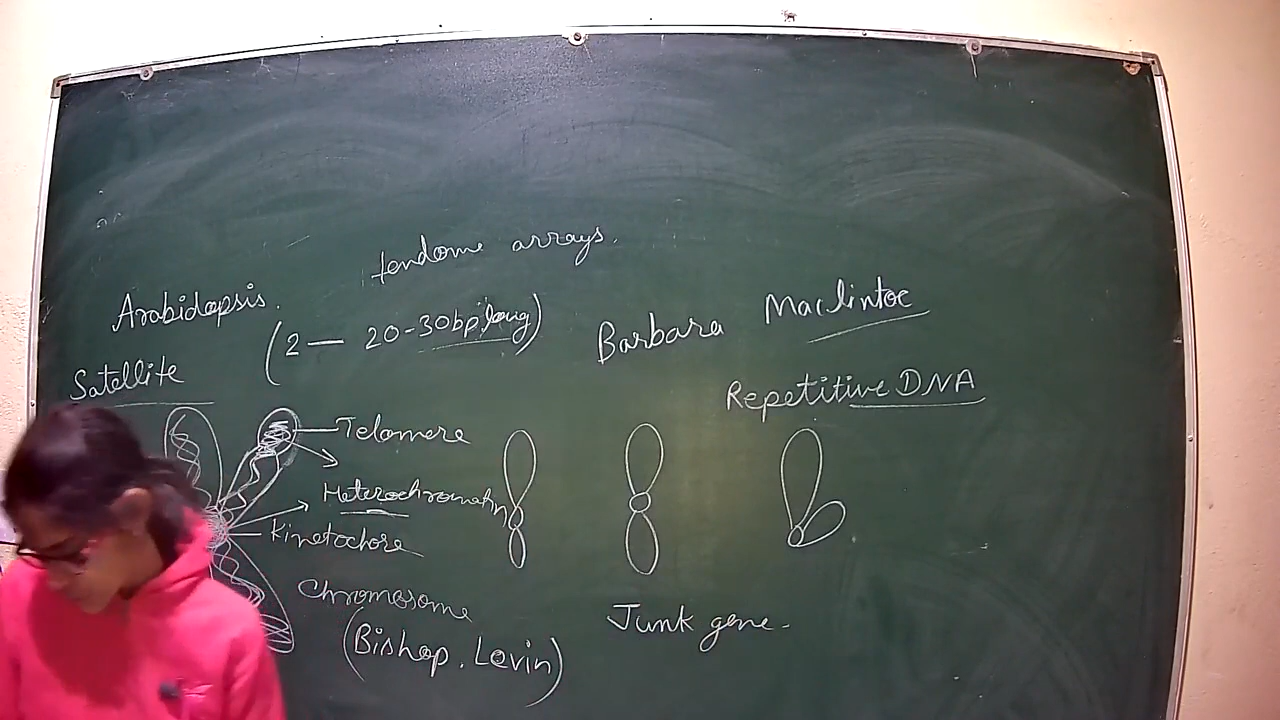 tendome arrays.
Arabidopsis.
(2 — 20-30bp long)
Barbara Maclintoc
Satellite
Repetitive DNA
Telomere
Heterochromatin
Kinetochore
Chromosome
(Bishop, Levin)
Junk gene-